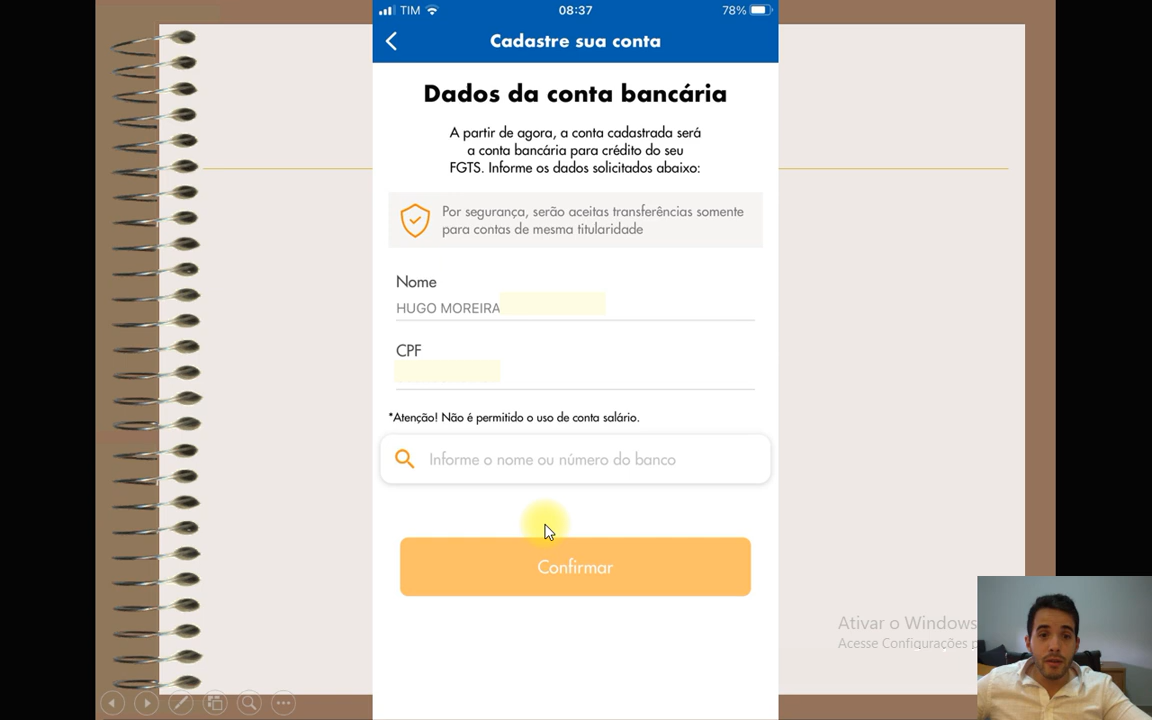 TIM 08:37 78%
Cadastre sua conta
Dados da conta bancária
A partir de agora, a conta cadastrada será
a conta bancária para crédito do seu
FGTS. Informe os dados solicitados abaixo:
Por segurança, serão aceitas transferências somente
para contas de mesma titularidade
Nome
HUGO MOREIRA
CPF
*Atenção! Não é permitido o uso de conta salário.
Informe o nome ou número do banco
Confirmar
Ativar o Windows
Acesse Configurações